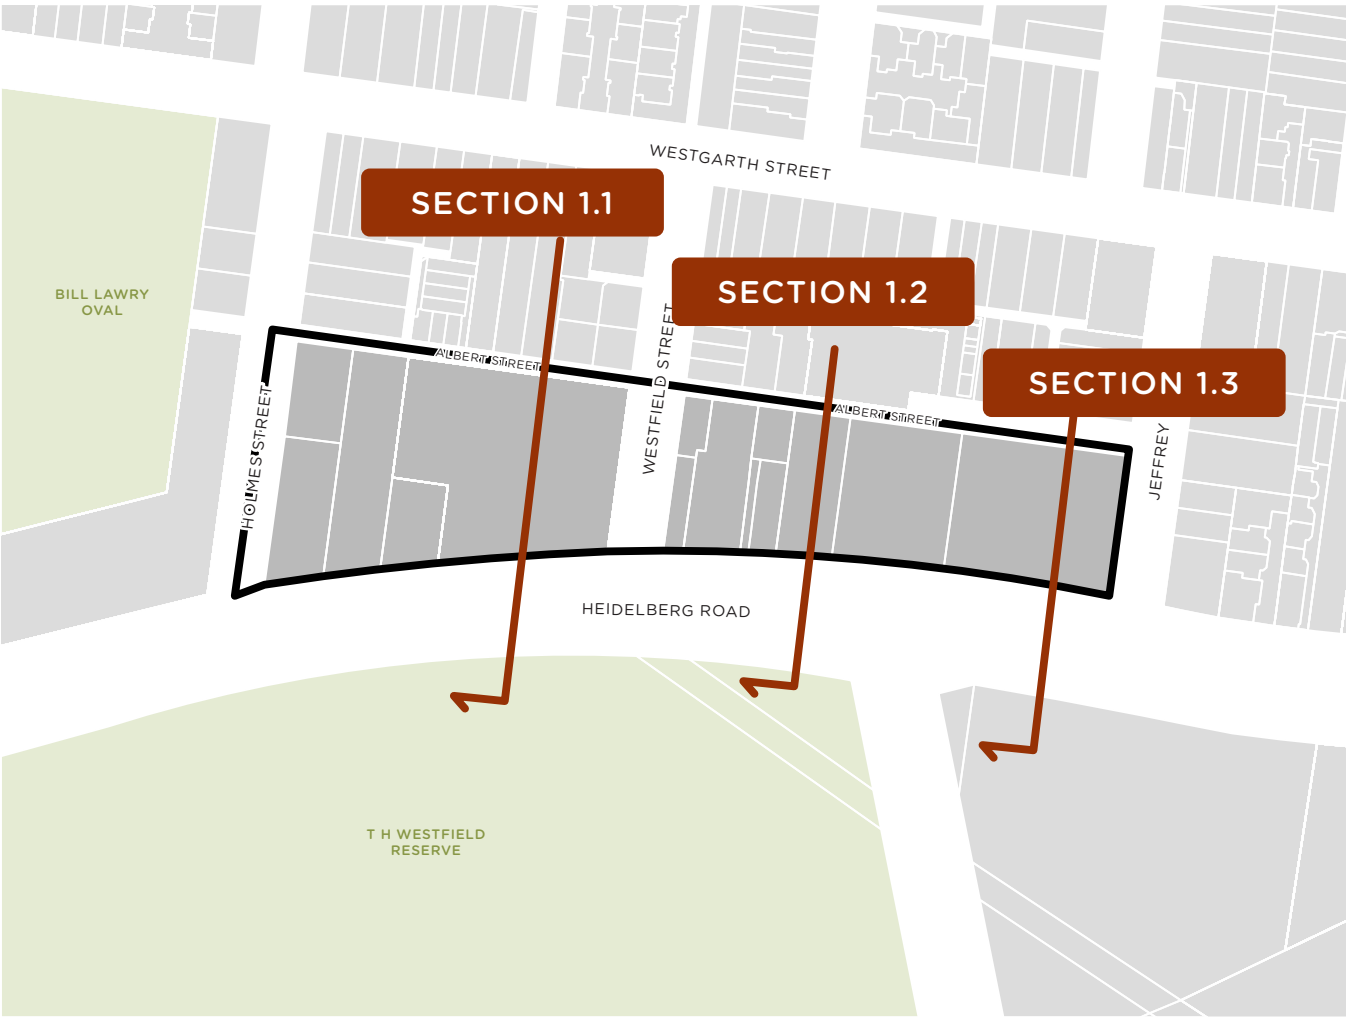 WESTGARTH STREET
SECTION 1.1
SECTION 1.2
BILL LAWRY
OVAL
WESTFIELD STREET
ALBERT STREET
SECTION 1.3
ALBERT STREET
HOLMES STREET
JEFFREY
HEIDELBERG ROAD
T H WESTFIELD
RESERVE